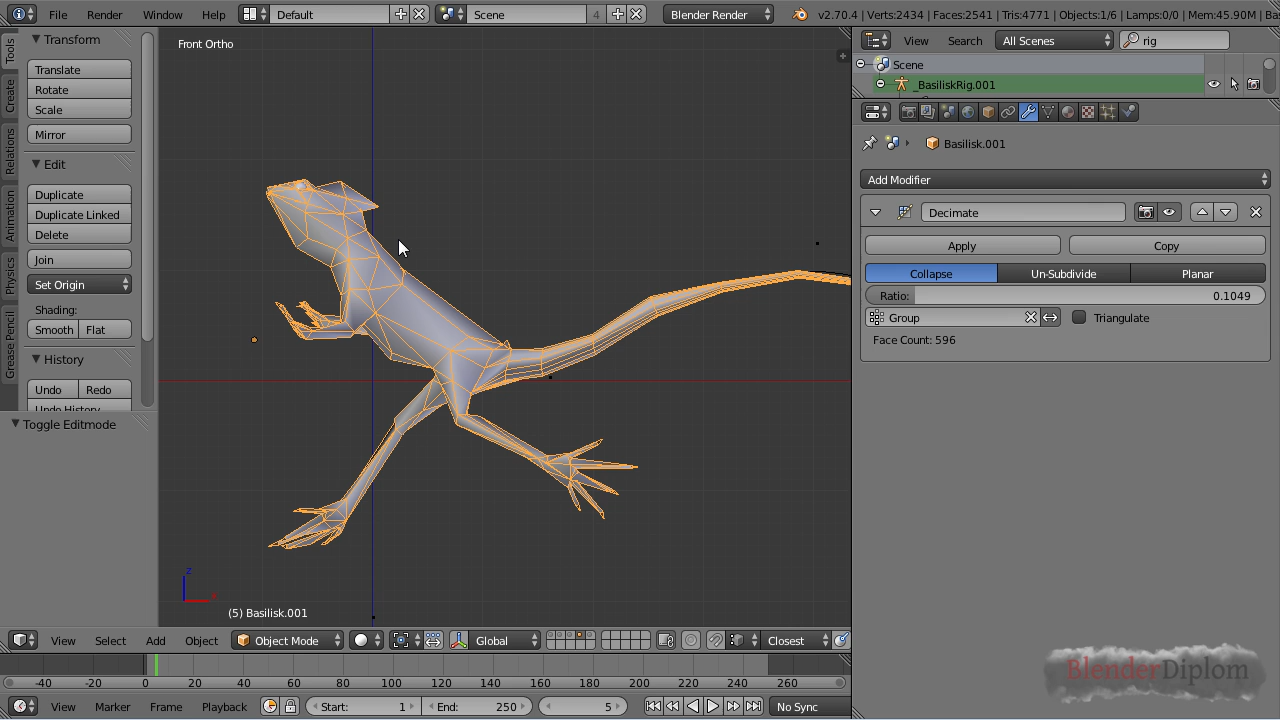 File Render Window Help Default Scene 4 Blender Render v2.70.4 | Verts:2434 | Faces:2541 | Tris:4771 | Objects:1/6 | Lamps:0/0 | Mem:45.90M |
View Search All Scenes rig
Scene
_BasiliskRig.001
Tools
Create
Relations
Animation
Physics
Grease Pencil
Transform
Translate
Rotate
Scale
Mirror
Edit
Duplicate
Duplicate Linked
Delete
Join
Set Origin
Shading:
Smooth Flat
History
Undo Redo
Undo History
Toggle Editmode
Front Ortho
z
x
(5) Basilisk.001
Basilisk.001
Add Modifier
Decimate
Apply Copy
Collapse Un-Subdivide Planar
Ratio: 0.1049
Group Triangulate
Face Count: 596
View Select Add Object Object Mode Global Closest
-40 -20 0 20 40 60 80 100 120 140 160 180 200 220 240 260
View Marker Frame Playback Start: 1 End: 250 5 No Sync
BlenderDiplom